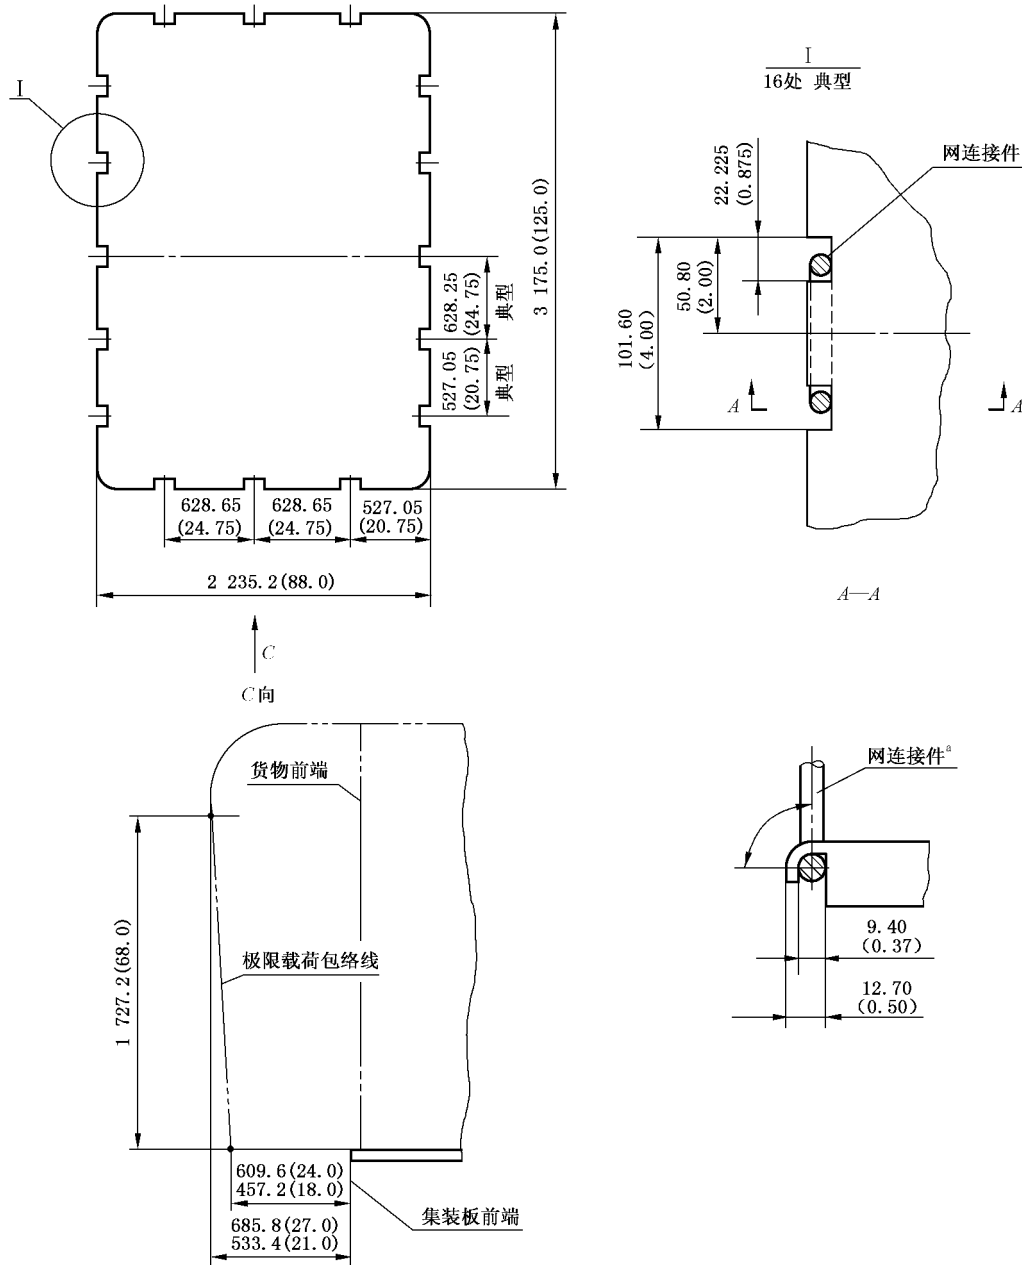 I
I
16处 典型
网连接件
22.225
(0.875)
50.80
(2.00)
101.60
(4.00)
A
A
3 175.0(125.0)
628.25
(24.75)
典型
527.05
(20.75)
典型
628.65
(24.75)
628.65
(24.75)
527.05
(20.75)
2 235.2(88.0)
A—A
C
C向
货物前端
网连接件a
1 727.2(68.0)
极限载荷包络线
9.40
(0.37)
12.70
(0.50)
609.6(24.0)
457.2(18.0)
集装板前端
685.8(27.0)
533.4(21.0)